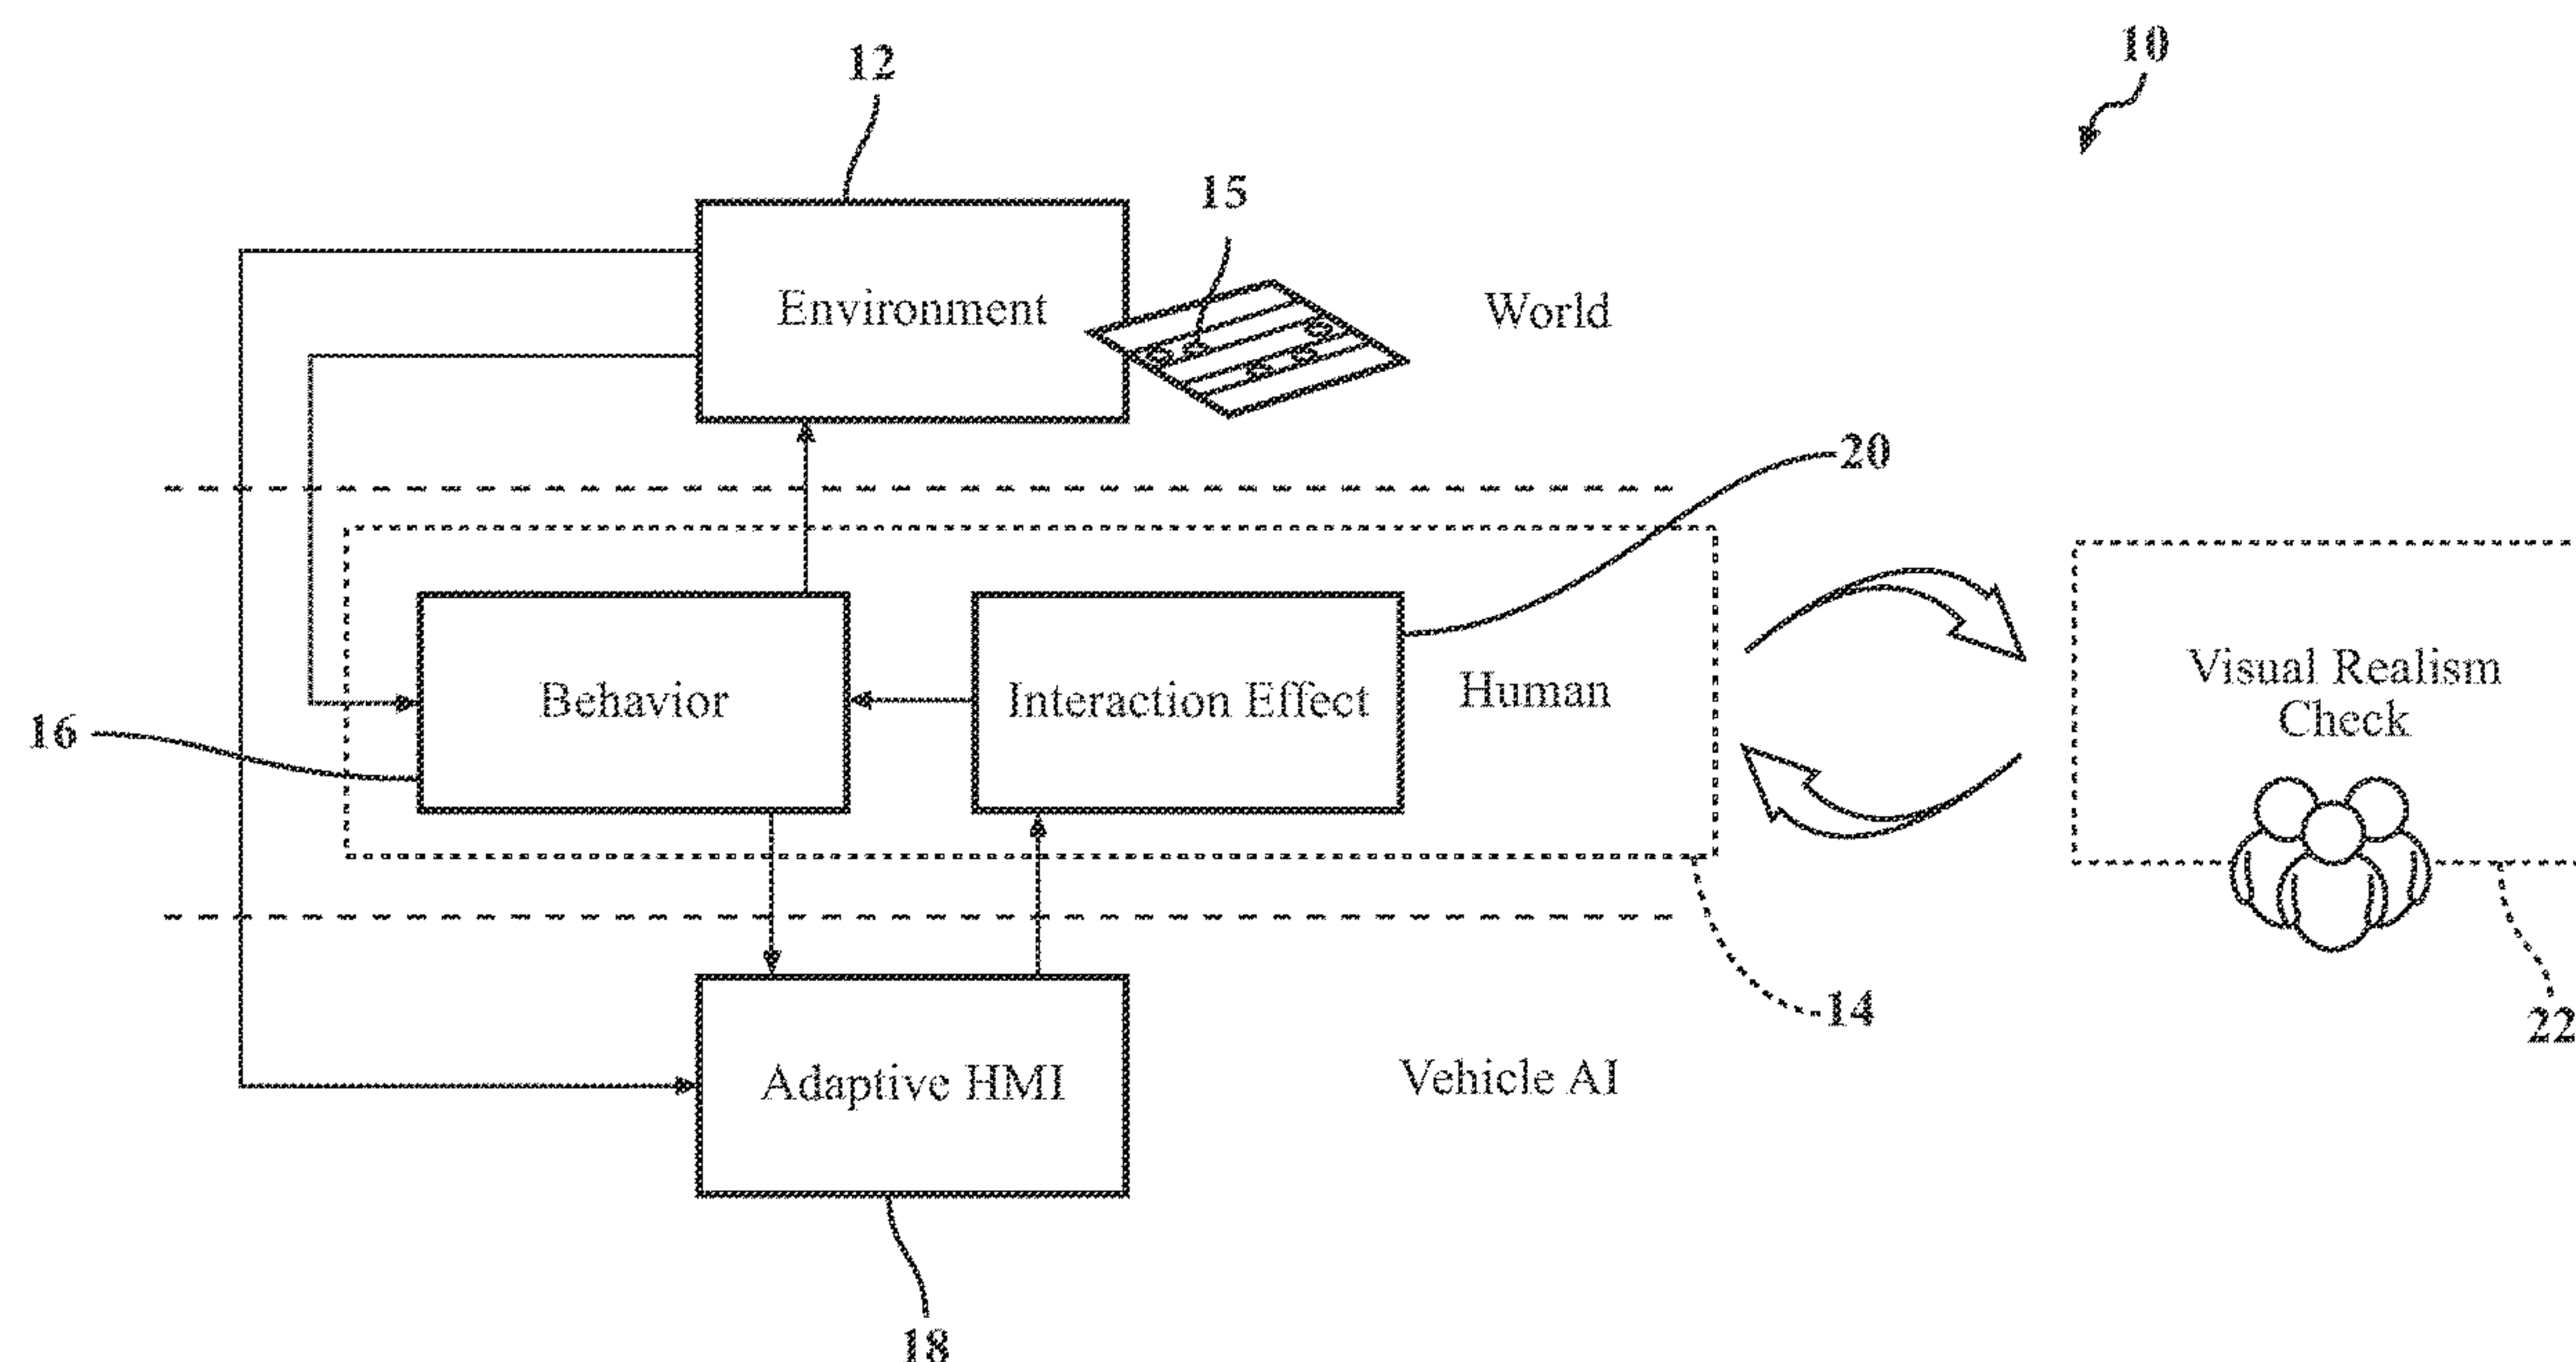 10
12
15
Environment
World
20
Behavior
Interaction Effect
Human
Visual Realism
Check
16
14
22
Adaptive HMI
Vehicle AI
18